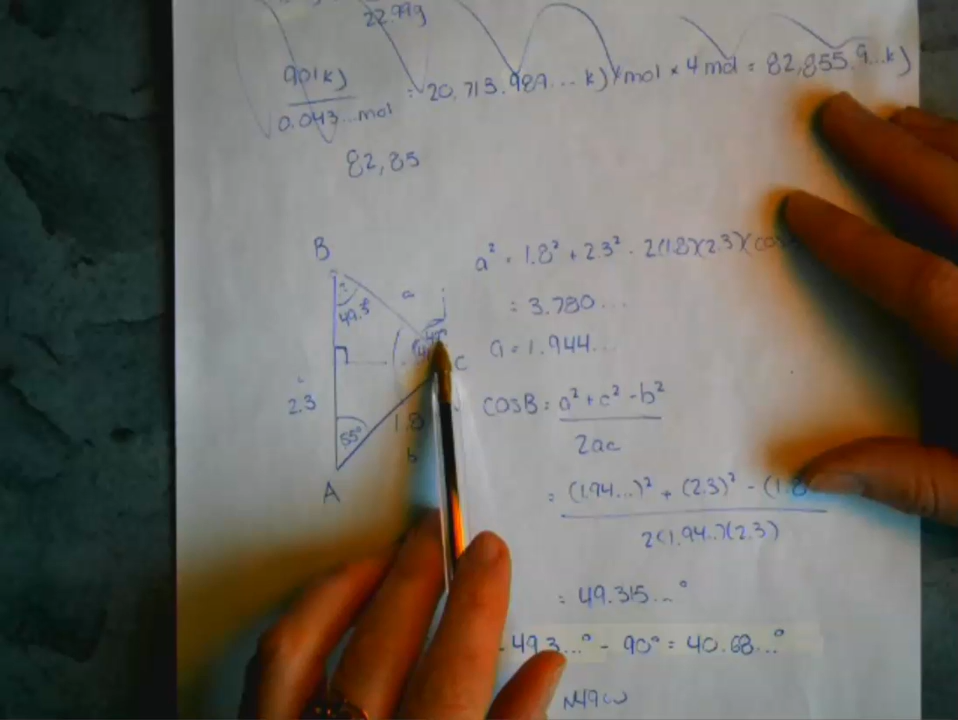 22.99g
901kJ
0.043...mol
= 20,713.989... kJ/mol × 4 mol = 82,855.9...kJ
82,85
B
a
49.3
C
2.3
55°
1.8
b
A
a² = 1.8² + 2.3² - 2(1.8)(2.3)(cos
= 3.780...
a = 1.944...
cosB = a² + c² - b²
2ac
= (1.94...)² + (2.3)² - (1.8
2(1.94..)(2.3)
= 49.315...°
- 49.3...° - 90° = 40.68...°
N49W